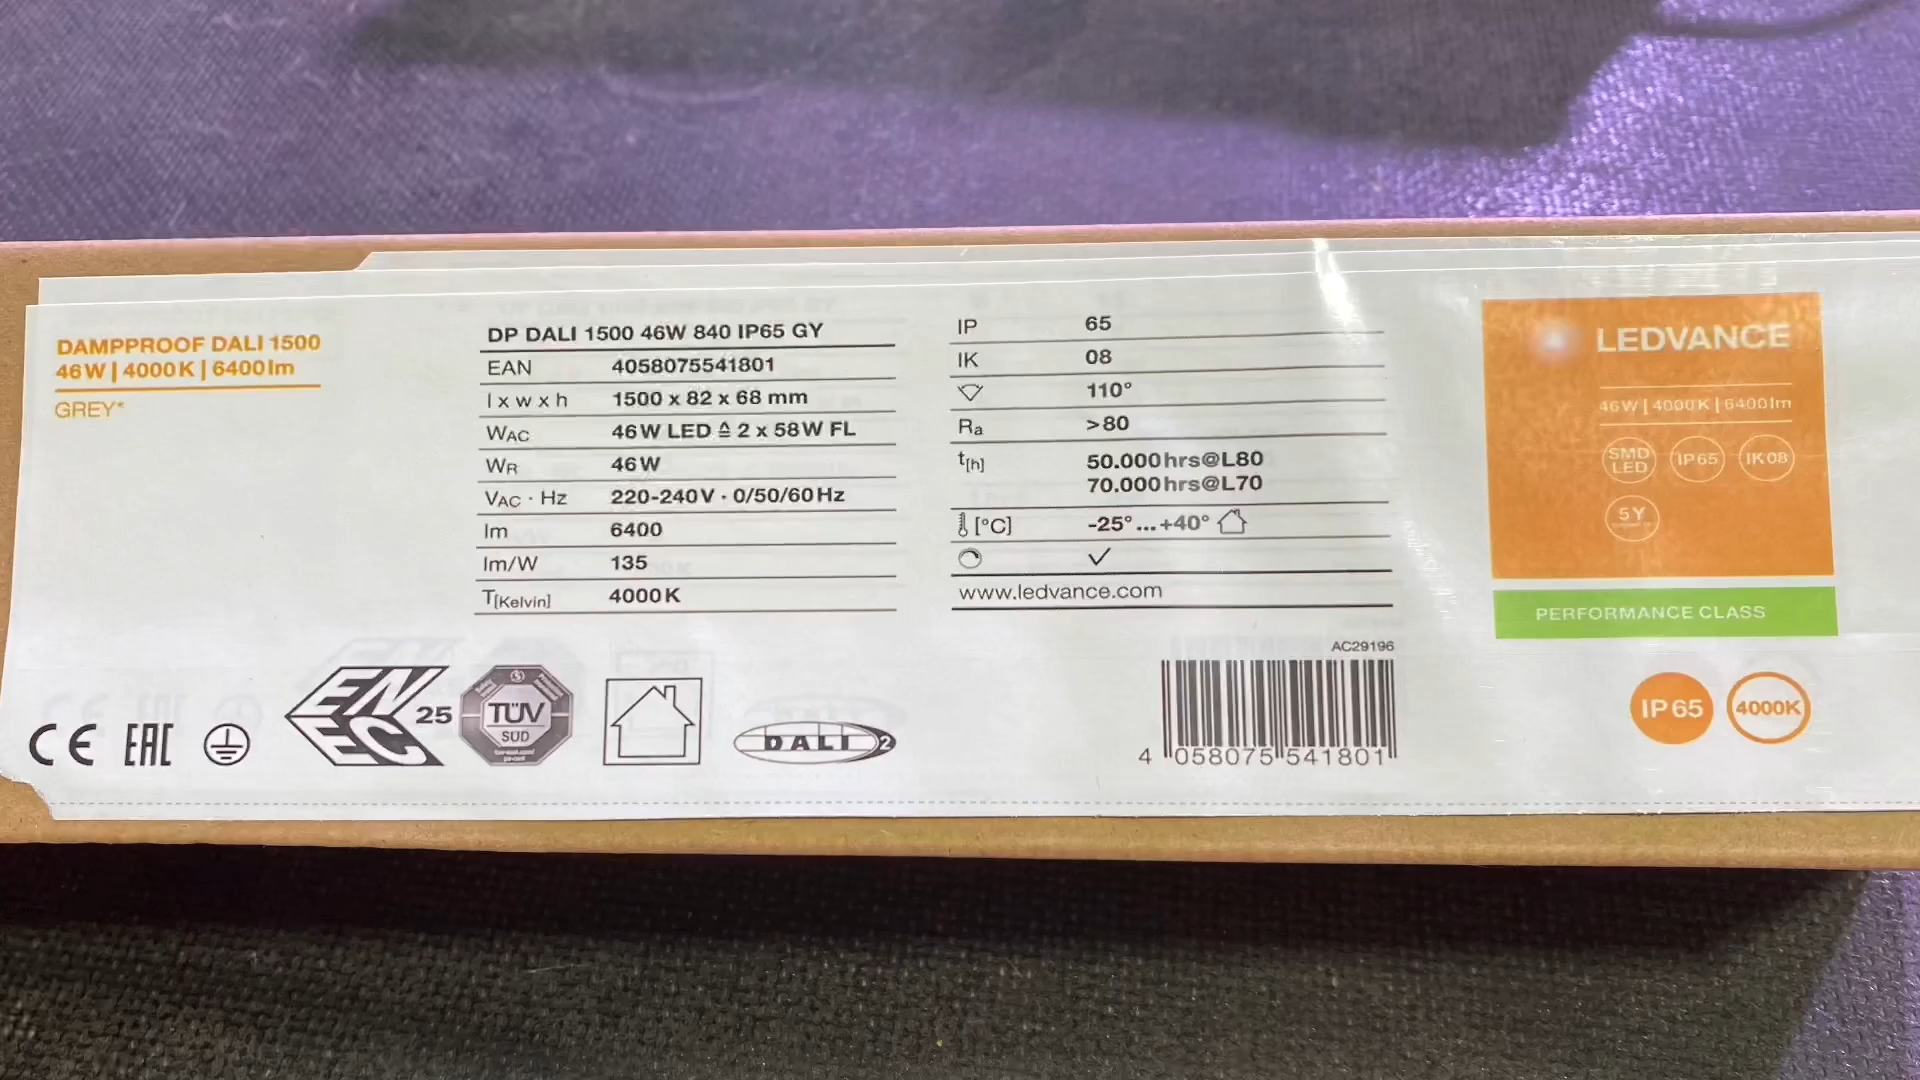 DAMPPROOF DALI 1500
46W | 4000K | 6400lm
GREY*
DP DALI 1500 46W 840 IP65 GY
EAN 4058075541801
l x w x h 1500 x 82 x 68 mm
WAC 46W LED ≙ 2 x 58W FL
WR 46W
VAC · Hz 220-240V · 0/50/60Hz
lm 6400
lm/W 135
T[Kelvin] 4000K
IP 65
IK 08
110°
Ra >80
t[h] 50.000hrs@L80
70.000hrs@L70
[°C] -25°...+40°
✓
www.ledvance.com
AC29196
4 058075 541801
CE EAC
ENEC 25
TÜV
SÜD
DALI 2
LEDVANCE
46W | 4000K | 6400lm
SMD
LED
IP65
IK08
5Y
PERFORMANCE CLASS
IP65
4000K